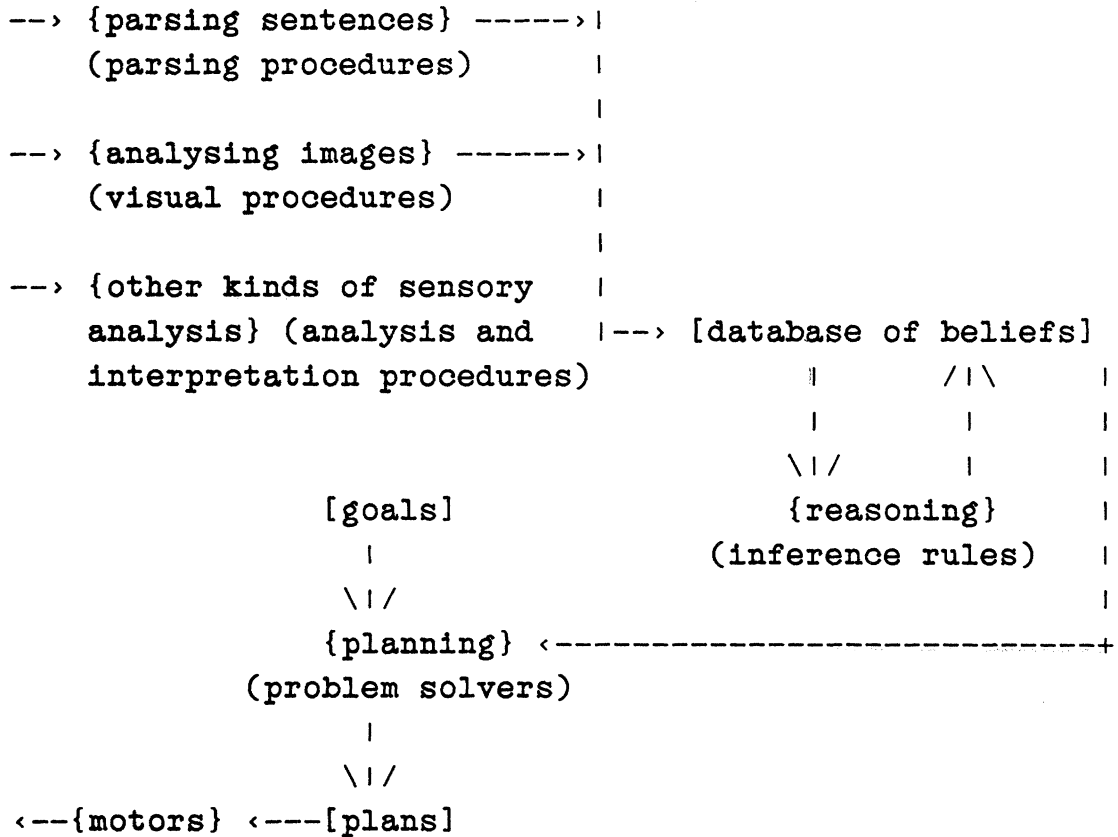 --> {parsing sentences} ----->|
(parsing procedures) |
|
--> {analysing images} ------>|
(visual procedures) |
|
--> {other kinds of sensory |
analysis} (analysis and |--> [database of beliefs]
interpretation procedures) | /|\ |
| | |
\|/ | |
[goals] {reasoning} |
| (inference rules) |
\|/ |
{planning} <----------------------------+
(problem solvers)
|
\|/
<--{motors} <---[plans]